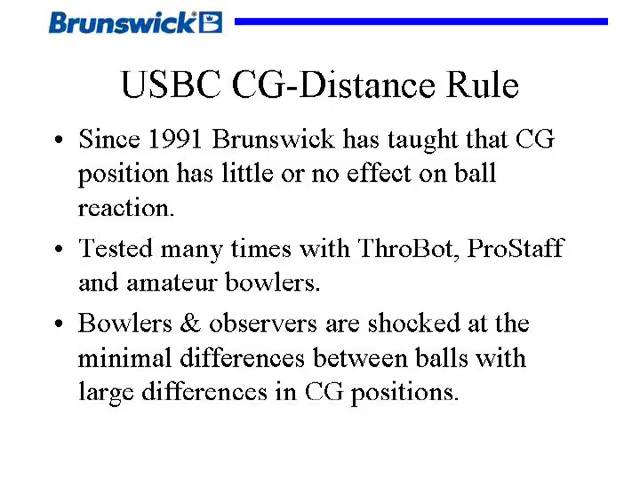 Brunswick B
USBC CG-Distance Rule
• Since 1991 Brunswick has taught that CG
position has little or no effect on ball
reaction.
• Tested many times with ThroBot, ProStaff
and amateur bowlers.
• Bowlers & observers are shocked at the
minimal differences between balls with
large differences in CG positions.